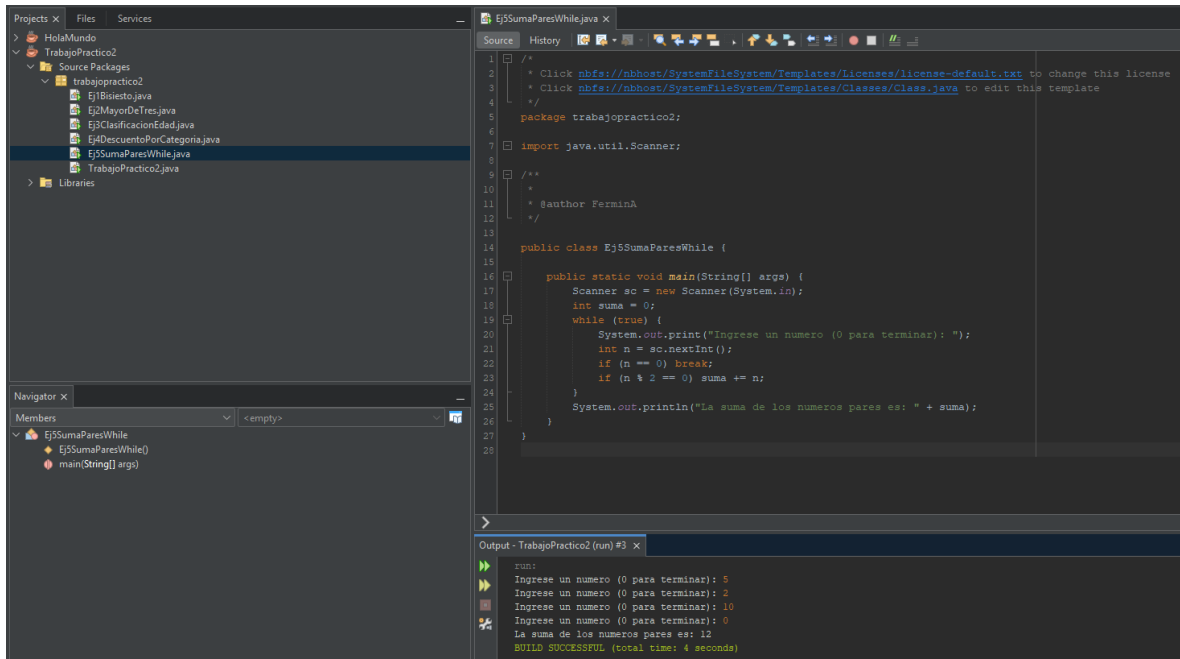 Projects × Files Services
HolaMundo
TrabajoPractico2
Source Packages
trabajopractico2
Ej1Bisiesto.java
Ej2MayorDeTres.java
Ej3ClasificacionEdad.java
Ej4DescuentoPorCategoria.java
Ej5SumaParesWhile.java
TrabajoPractico2.java
Libraries
Navigator ×
Members <empty>
Ej5SumaParesWhile
Ej5SumaParesWhile()
main(String[] args)
Ej5SumaParesWhile.java ×
Source History
1 /*
2 * Click nbfs://nbhost/SystemFileSystem/Templates/Licenses/license-default.txt to change this license
3 * Click nbfs://nbhost/SystemFileSystem/Templates/Classes/Class.java to edit this template
4 */
5 package trabajopractico2;
6
7 import java.util.Scanner;
8
9 /**
10 *
11 * @author FerminA
12 */
13
14 public class Ej5SumaParesWhile {
15
16 public static void main(String[] args) {
17 Scanner sc = new Scanner(System.in);
18 int suma = 0;
19 while (true) {
20 System.out.print("Ingrese un numero (0 para terminar): ");
21 int n = sc.nextInt();
22 if (n == 0) break;
23 if (n % 2 == 0) suma += n;
24 }
25 System.out.println("La suma de los numeros pares es: " + suma);
26 }
27 }
28
Output - TrabajoPractico2 (run) #3 ×
run:
Ingrese un numero (0 para terminar): 5
Ingrese un numero (0 para terminar): 2
Ingrese un numero (0 para terminar): 10
Ingrese un numero (0 para terminar): 0
La suma de los numeros pares es: 12
BUILD SUCCESSFUL (total time: 4 seconds)